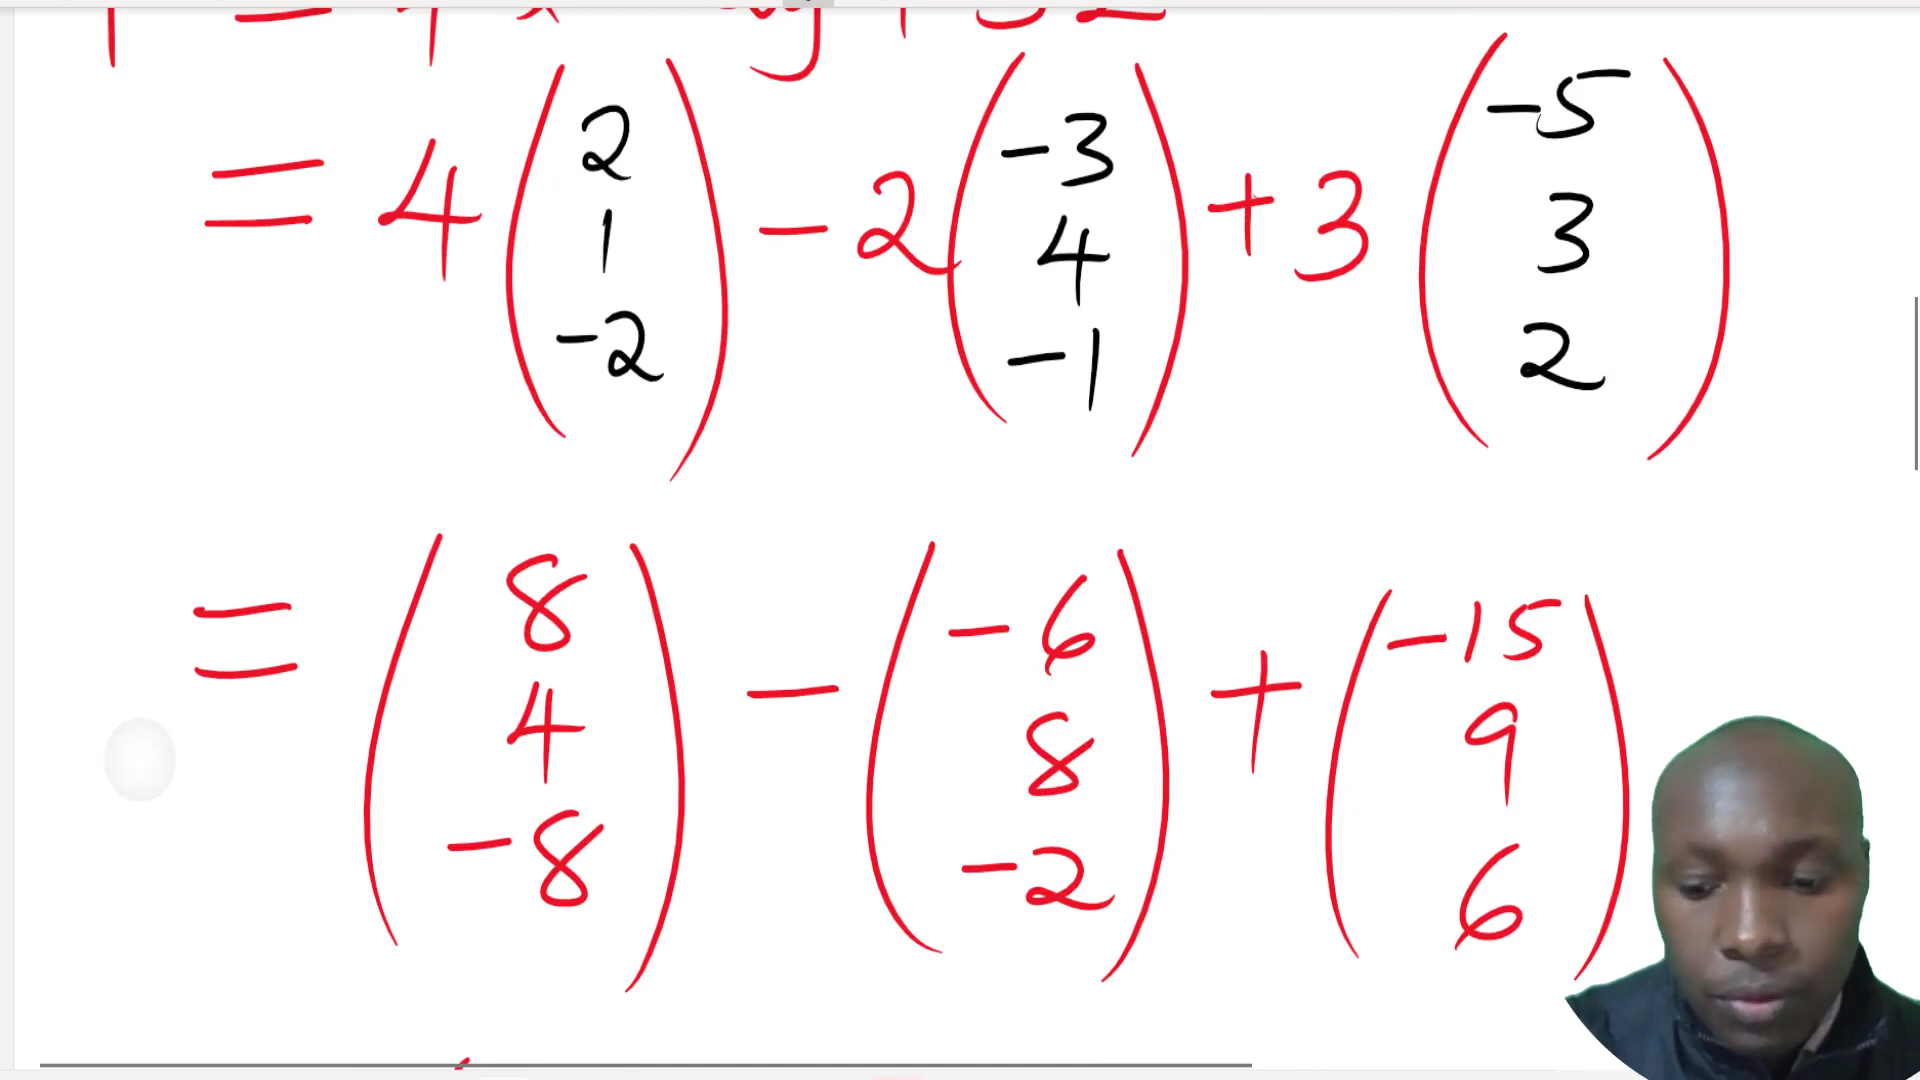 = 4 ( 2 ) - 2 ( -3 ) + 3 ( -5 )
1 4 3
-2 -1 2
= ( 8 ) - ( -6 ) + ( -15 )
4 8 9
-8 -2 6